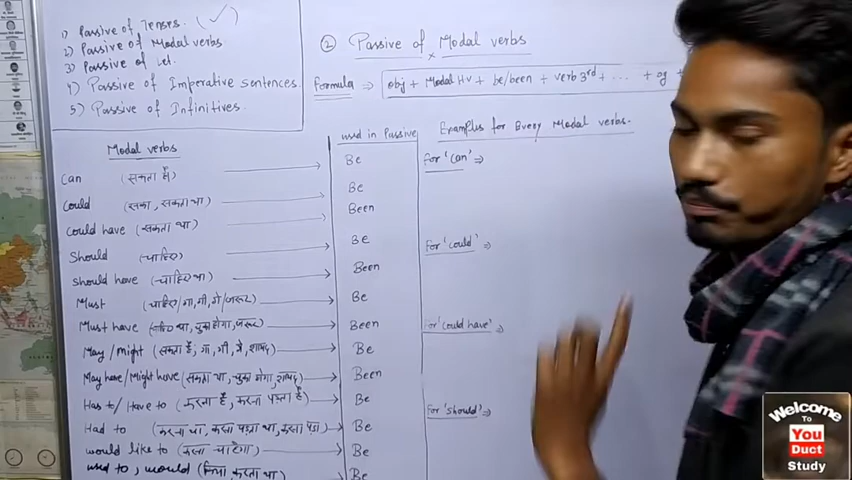 1) Passive of Tenses. (✓)
2) Passive of Modal verbs.
3) Passive of Let.
4) Passive of Imperative sentences.
5) Passive of Infinitives.
② Passive of Modal verbs
Formula ⇒ obj + Modal HV + be/been + verb 3rd + ... +
Modal verbs
used in Passive
Can (सकता है) → Be
Could (सका, सकता था) → Be
Could have (सकता था) → Been
Should (चाहिए) → Be
should have (चाहिए था) → Been
Must (चाहिए/गा,गी,गे/जरूर) → Be
Must have (चाहिए था, चुका होगा, जरूर) → Been
May/Might (सकता है, गा, गी, गे, शायद) → Be
May have/Might have (सकता था, चुका होगा, शायद) → Been
Has to/Have to (करना है, करना पड़ता है) → Be
Had to (करना था, करना पड़ा था, करना पड़ा) → Be
would like to (करना चाहेगा) → Be
used to, would (किया करता था) → Be
Examples for Every Modal verbs.
for 'can' ⇒
for 'could' ⇒
for 'could have' ⇒
for 'should' ⇒
Welcome
To
You
Duct
Study